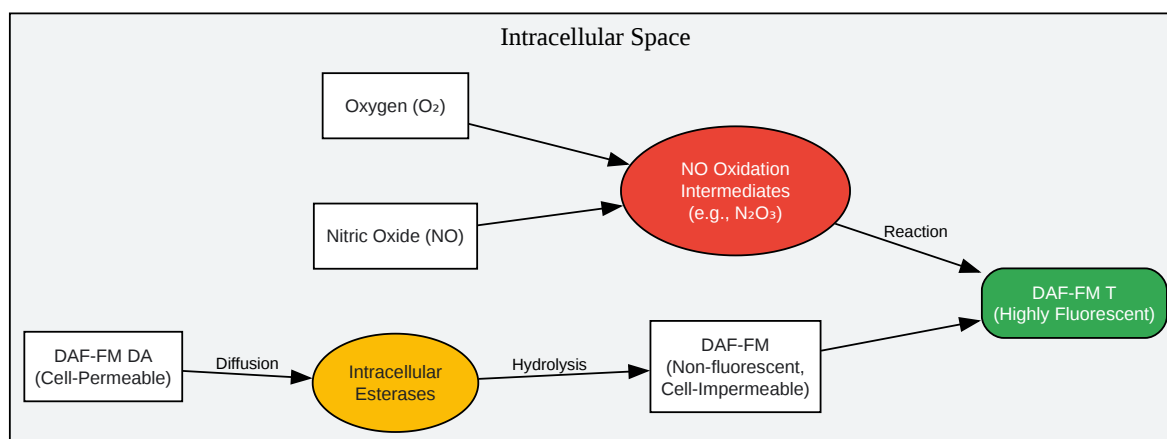 Intracellular Space
Oxygen (O₂)
NO Oxidation
Intermediates
(e.g., N₂O₃)
Nitric Oxide (NO)
Reaction
DAF-FM T
(Highly Fluorescent)
DAF-FM DA
(Cell-Permeable)
Diffusion
Intracellular
Esterases
Hydrolysis
DAF-FM
(Non-fluorescent,
Cell-Impermeable)